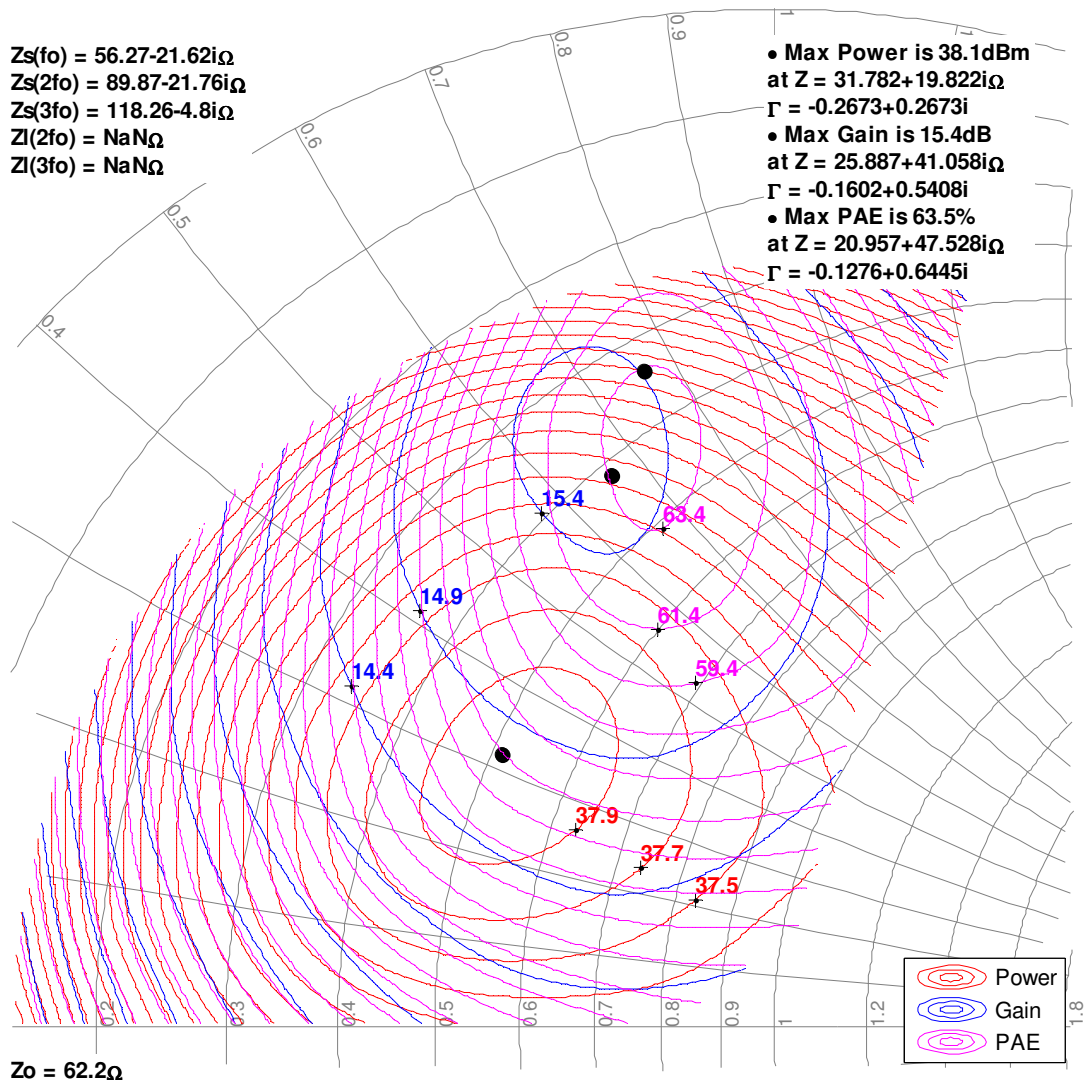 Zs(fo) = 56.27-21.62iΩ
Zs(2fo) = 89.87-21.76iΩ
Zs(3fo) = 118.26-4.8iΩ
Zl(2fo) = NaNΩ
Zl(3fo) = NaNΩ
• Max Power is 38.1dBm
at Z = 31.782+19.822iΩ
Γ = -0.2673+0.2673i
• Max Gain is 15.4dB
at Z = 25.887+41.058iΩ
Γ = -0.1602+0.5408i
• Max PAE is 63.5%
at Z = 20.957+47.528iΩ
Γ = -0.1276+0.6445i
0.4
0.5
0.6
0.7
0.8
0.9
1
1
15.4
63.4
14.9
61.4
14.4
59.4
37.9
37.7
37.5
0.2
0.3
0.4
0.5
0.6
0.7
0.8
0.9
1
1.2
1.8
Power
Gain
PAE
Zo = 62.2Ω